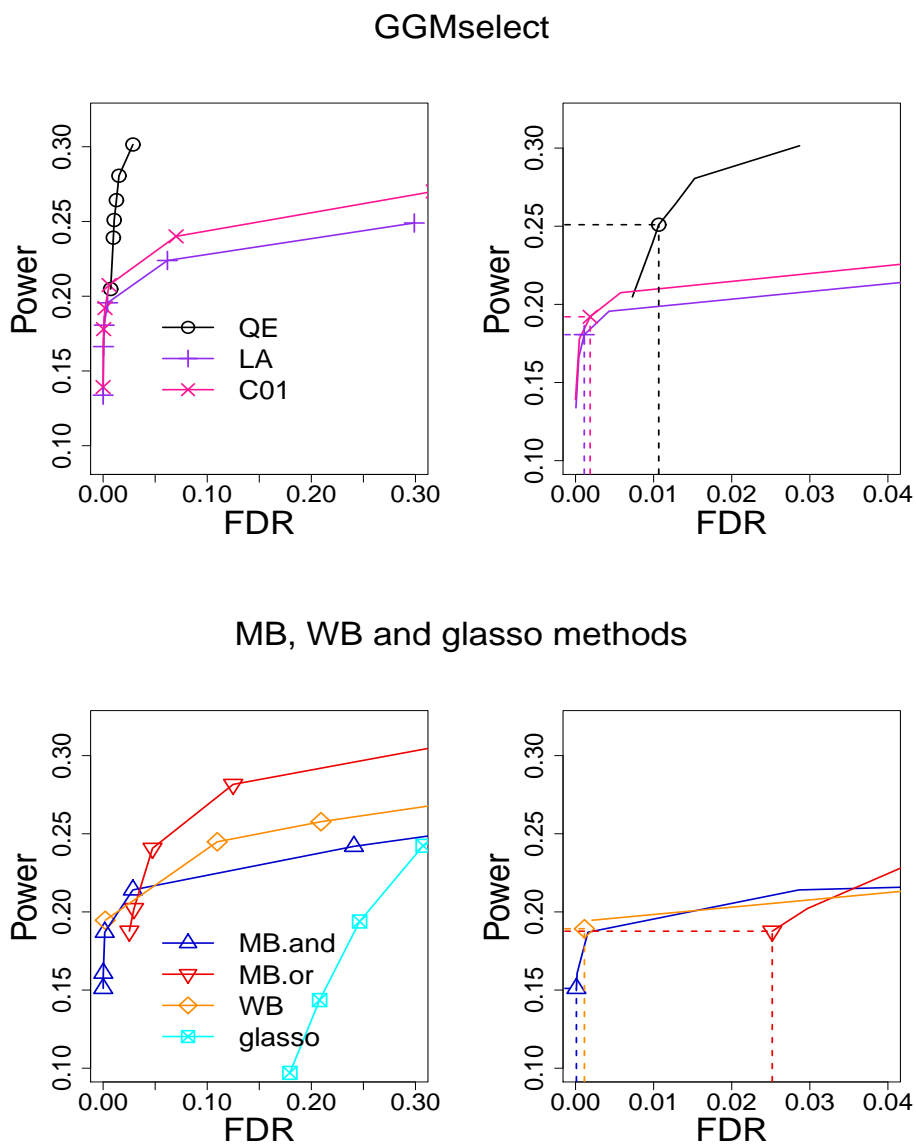 GGMselect
Power
0.10 0.15 0.20 0.25 0.30
QE
LA
C01
0.00 0.10 0.20 0.30
FDR
Power
0.10 0.15 0.20 0.25 0.30
0.00 0.01 0.02 0.03 0.04
FDR
MB, WB and glasso methods
Power
0.10 0.15 0.20 0.25 0.30
MB.and
MB.or
WB
glasso
0.00 0.10 0.20 0.30
FDR
Power
0.10 0.15 0.20 0.25 0.30
0.00 0.01 0.02 0.03 0.04
FDR